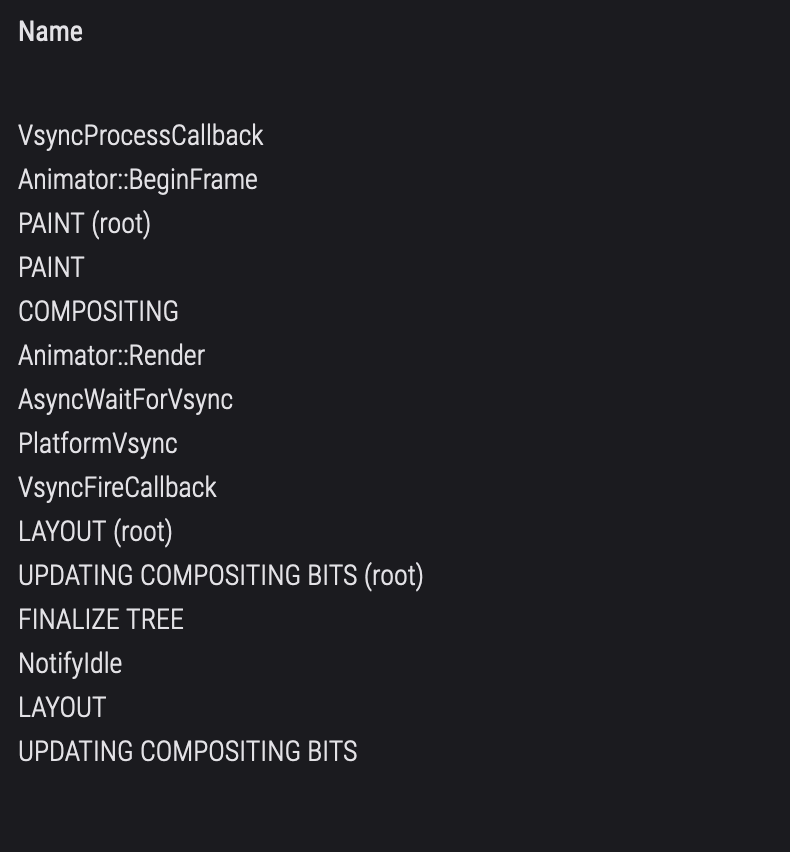 Name
VsyncProcessCallback
Animator::BeginFrame
PAINT (root)
PAINT
COMPOSITING
Animator::Render
AsyncWaitForVsync
PlatformVsync
VsyncFireCallback
LAYOUT (root)
UPDATING COMPOSITING BITS (root)
FINALIZE TREE
NotifyIdle
LAYOUT
UPDATING COMPOSITING BITS